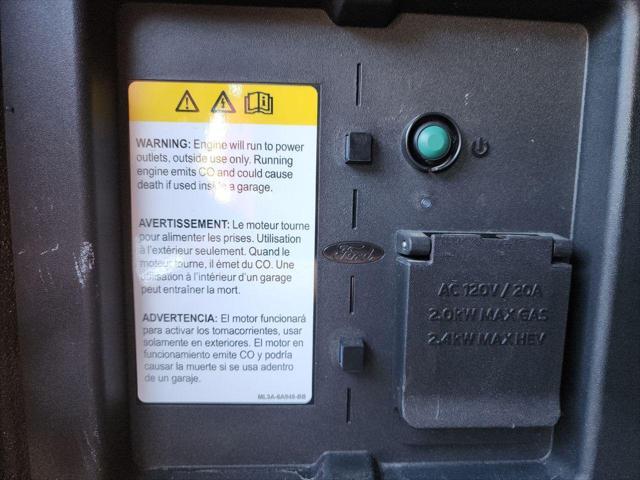 WARNING: Engine will run to power
outlets, outside use only. Running
engine emits CO and could cause
death if used inside a garage.
AVERTISSEMENT: Le moteur tourne
pour alimenter les prises. Utilisation
à l'extérieur seulement. Quand le
moteur tourne, il émet du CO. Une
utilisation à l'intérieur d'un garage
peut entraîner la mort.
ADVERTENCIA: El motor funcionará
para activar los tomacorrientes, usar
solamente en exteriores. El motor en
funcionamiento emite CO y podría
causar la muerte si se usa adentro
de un garaje.
ML3A-6A949-BB
Ford
AC 120V / 20A
2.0kW MAX GAS
2.4kW MAX HEV